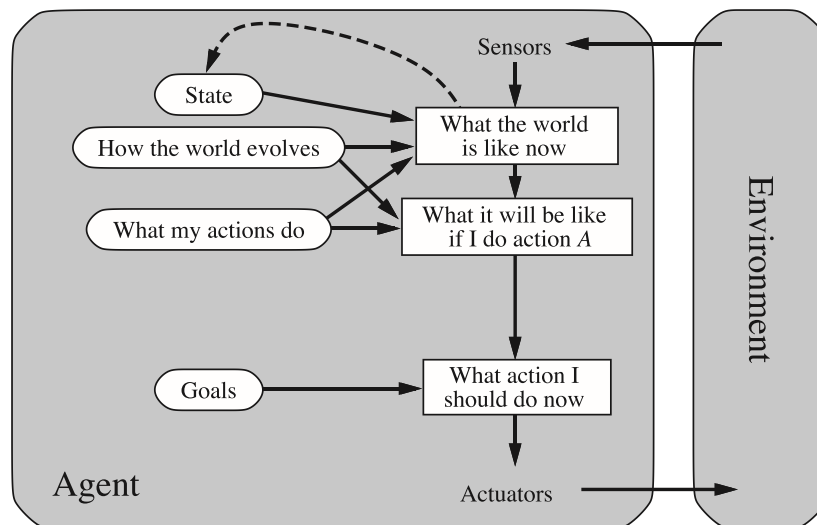 Sensors
State
What the world
is like now
How the world evolves
What it will be like
if I do action A
What my actions do
Environment
What action I
should do now
Goals
Agent
Actuators